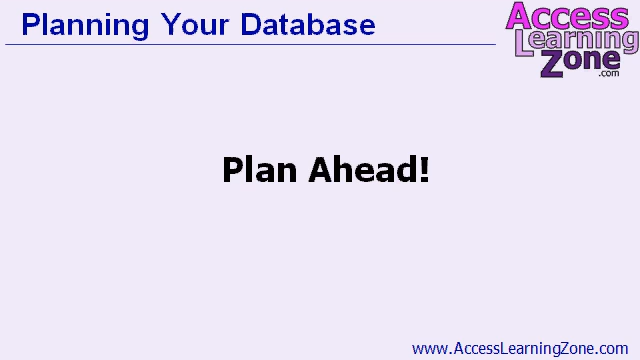 Planning Your Database
Access
Learning
Zone
.com
Plan Ahead!
www.AccessLearningZone.com